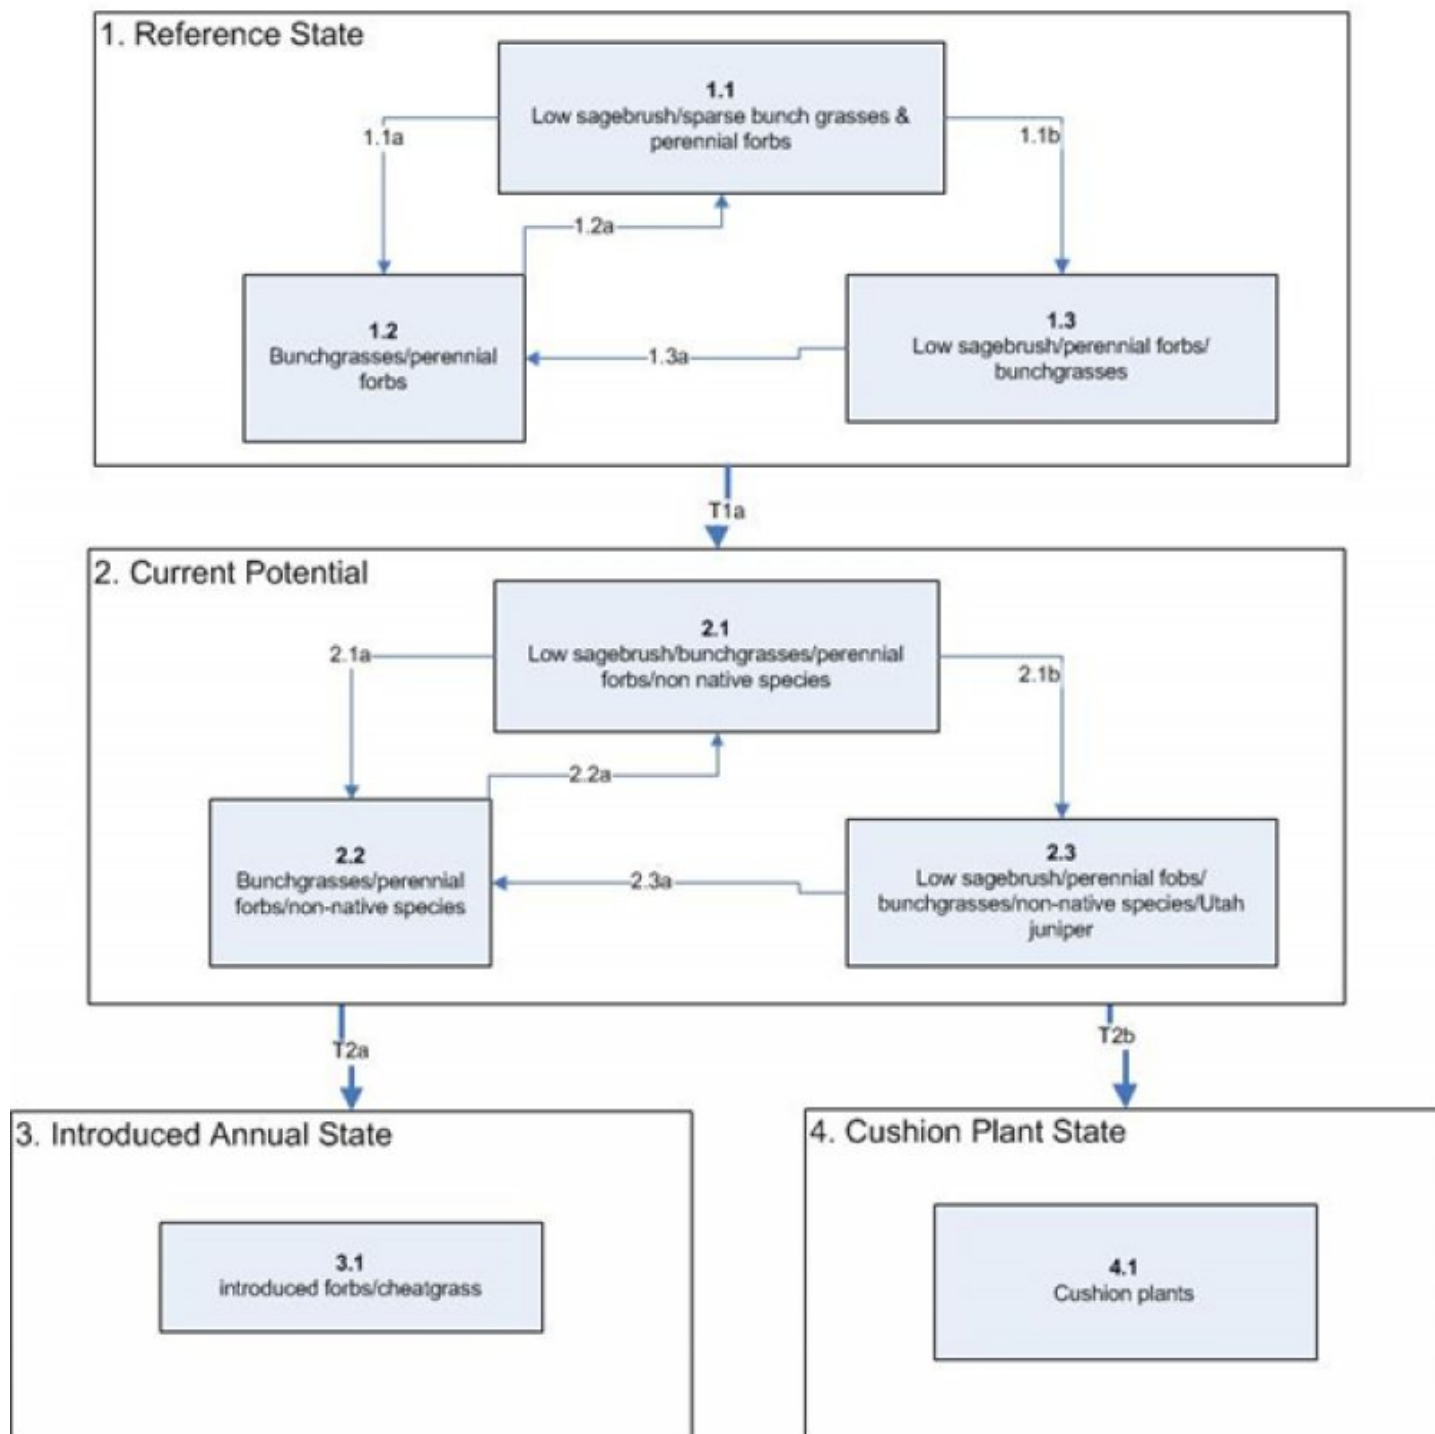 1. Reference State
1.1
Low sagebrush/sparse bunch grasses &
perennial forbs
1.1a
1.1b
1.2a
1.2
Bunchgrasses/perennial
forbs
1.3a
1.3
Low sagebrush/perennial forbs/
bunchgrasses
T1a
2. Current Potential
2.1
Low sagebrush/bunchgrasses/perennial
forbs/non native species
2.1a
2.1b
2.2a
2.2
Bunchgrasses/perennial
forbs/non-native species
2.3a
2.3
Low sagebrush/perennial fobs/
bunchgrasses/non-native species/Utah
juniper
T2a
T2b
3. Introduced Annual State
3.1
introduced forbs/cheatgrass
4. Cushion Plant State
4.1
Cushion plants